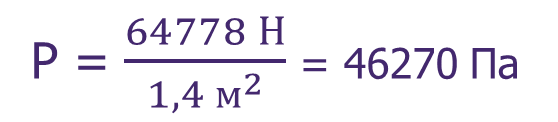 P = 64778 Н / 1,4 м² = 46270 Па